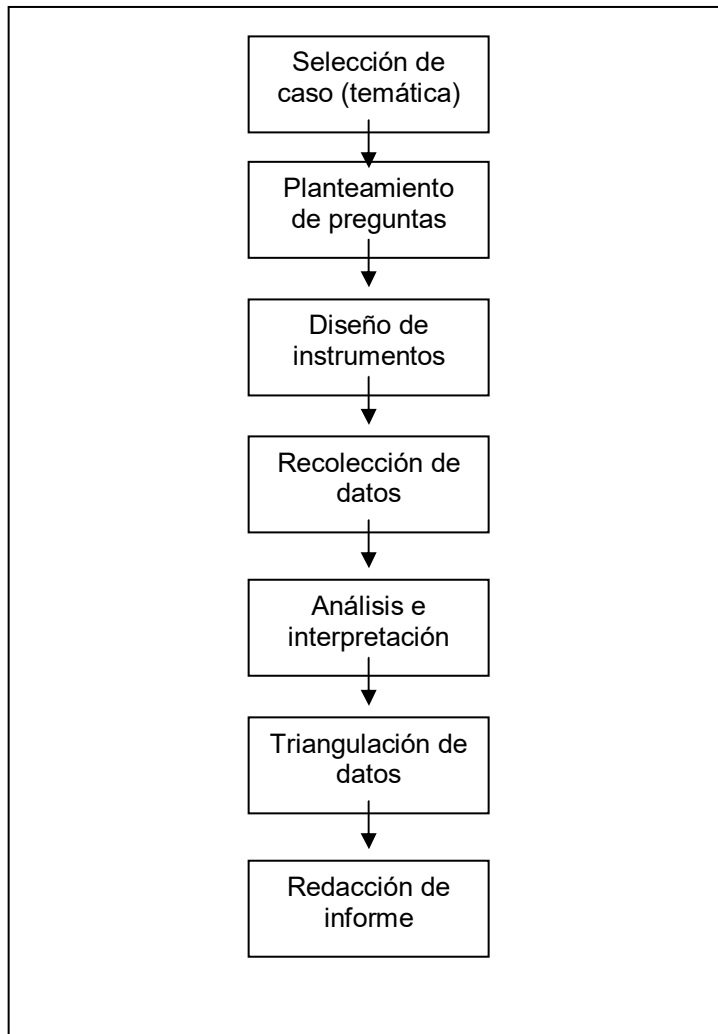 Selección de
caso (temática)
Planteamiento
de preguntas
Diseño de
instrumentos
Recolección de
datos
Análisis e
interpretación
Triangulación de
datos
Redacción de
informe